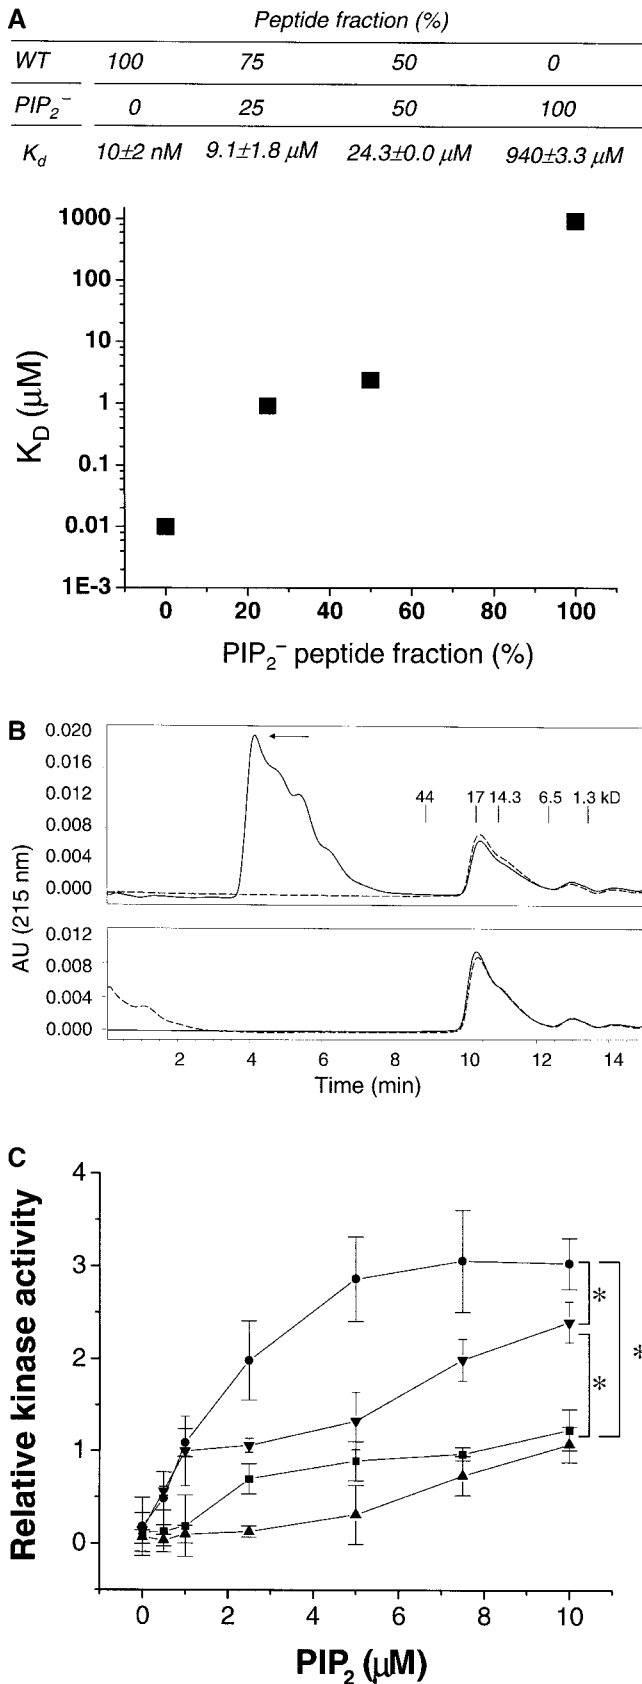 A
Peptide fraction (%)
WT 100 75 50 0
PIP₂⁻ 0 25 50 100
K_d 10±2 nM 9.1±1.8 μM 24.3±0.0 μM 940±3.3 μM
1000
100
10
1
0.1
0.01
1E-3
K_D (μM)
0 20 40 60 80 100
PIP₂⁻ peptide fraction (%)
B
0.020
0.016
0.012
0.008
0.004
0.000
44 17 14.3 6.5 1.3 kD
AU (215 nm)
0.012
0.008
0.004
0.000
2 4 6 8 10 12 14
Time (min)
C
4
3
2
1
0
Relative kinase activity
*
*
*
0 2 4 6 8 10
PIP₂ (μM)